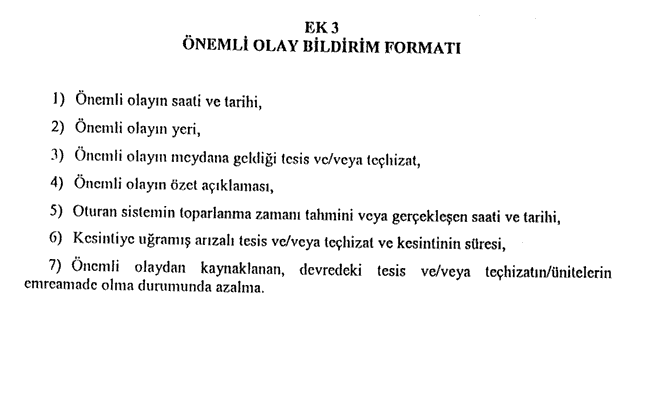 EK 3
ÖNEMLİ OLAY BİLDİRİM FORMATI
1) Önemli olayın saati ve tarihi,
2) Önemli olayın yeri,
3) Önemli olayın meydana geldiği tesis ve/veya teçhizat,
4) Önemli olayın özet açıklaması,
5) Oturan sistemin toparlanma zamanı tahmini veya gerçekleşen saati ve tarihi,
6) Kesintiye uğramış arızalı tesis ve/veya teçhizat ve kesintinin süresi,
7) Önemli olaydan kaynaklanan, devredeki tesis ve/veya teçhizatın/ünitelerin
emreamade olma durumunda azalma.